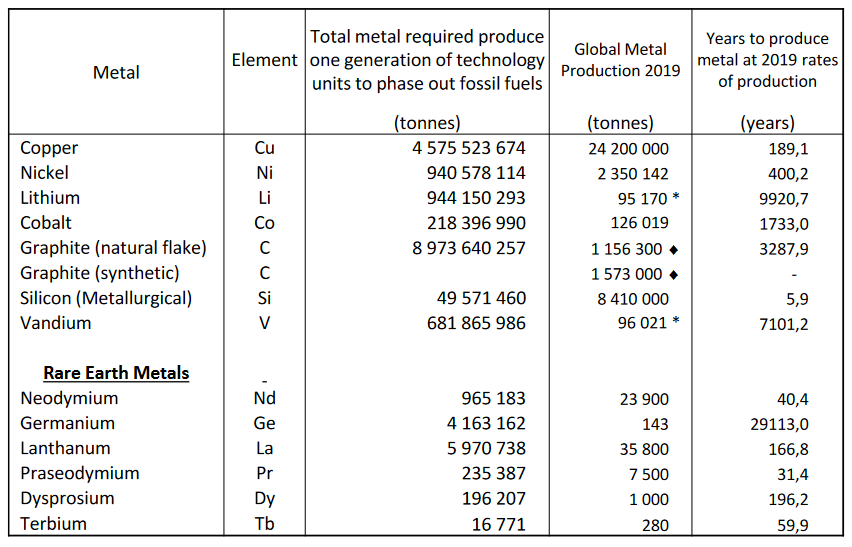 Metal Element Total metal required produce one generation of technology units to phase out fossil fuels (tonnes) Global Metal Production 2019 (tonnes) Years to produce metal at 2019 rates of production (years)
Copper Cu 4 575 523 674 24 200 000 189,1
Nickel Ni 940 578 114 2 350 142 400,2
Lithium Li 944 150 293 95 170 * 9920,7
Cobalt Co 218 396 990 126 019 1733,0
Graphite (natural flake) C 8 973 640 257 1 156 300 ♦ 3287,9
Graphite (synthetic) C 1 573 000 ♦ -
Silicon (Metallurgical) Si 49 571 460 8 410 000 5,9
Vandium V 681 865 986 96 021 * 7101,2
Rare Earth Metals -
Neodymium Nd 965 183 23 900 40,4
Germanium Ge 4 163 162 143 29113,0
Lanthanum La 5 970 738 35 800 166,8
Praseodymium Pr 235 387 7 500 31,4
Dysprosium Dy 196 207 1 000 196,2
Terbium Tb 16 771 280 59,9